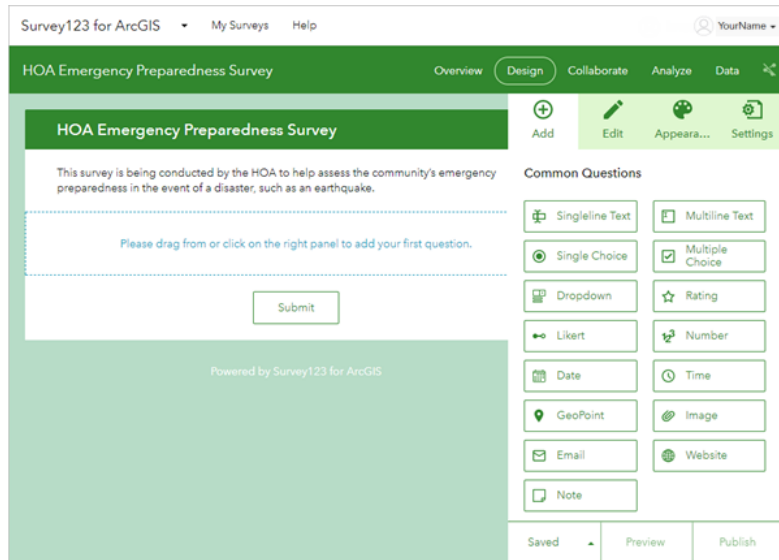 Survey123 for ArcGIS My Surveys Help YourName
HOA Emergency Preparedness Survey Overview Design Collaborate Analyze Data
HOA Emergency Preparedness Survey
This survey is being conducted by the HOA to help assess the community's emergency
preparedness in the event of a disaster, such as an earthquake.
Please drag from or click on the right panel to add your first question.
Submit
Powered by Survey123 for ArcGIS
Add Edit Appeara... Settings
Common Questions
Singleline Text Multiline Text
Single Choice Multiple
Choice
Dropdown Rating
Likert Number
Date Time
GeoPoint Image
Email Website
Note
Saved Preview Publish